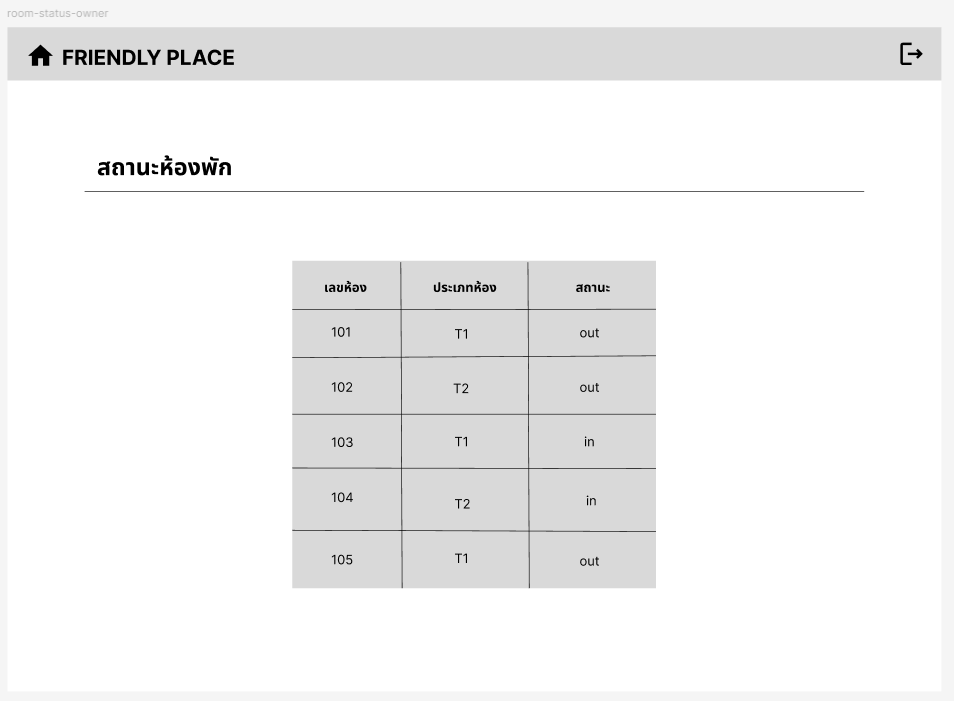 room-status-owner
FRIENDLY PLACE
สถานะห้องพัก
เลขห้อง ประเภทห้อง สถานะ
101 T1 out
102 T2 out
103 T1 in
104 T2 in
105 T1 out